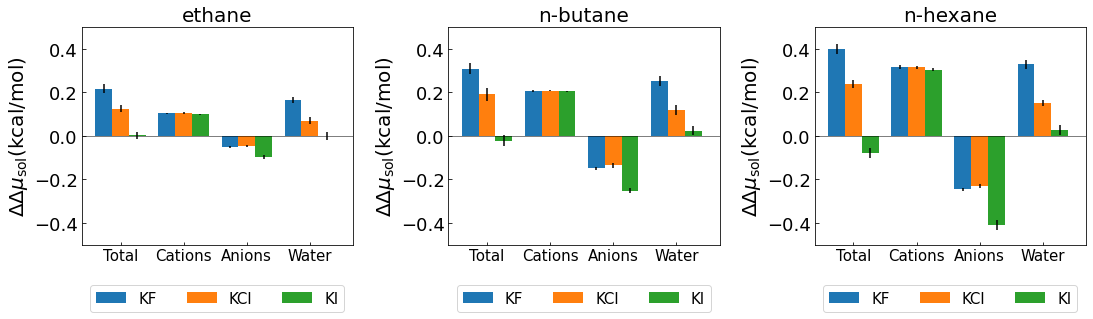 ethane
n-butane
n-hexane
ΔΔμsol(kcal/mol)
0.4
0.2
0.0
−0.2
−0.4
Total Cations Anions Water
KF KCl KI
ΔΔμsol(kcal/mol)
0.4
0.2
0.0
−0.2
−0.4
Total Cations Anions Water
KF KCl KI
ΔΔμsol(kcal/mol)
0.4
0.2
0.0
−0.2
−0.4
Total Cations Anions Water
KF KCl KI